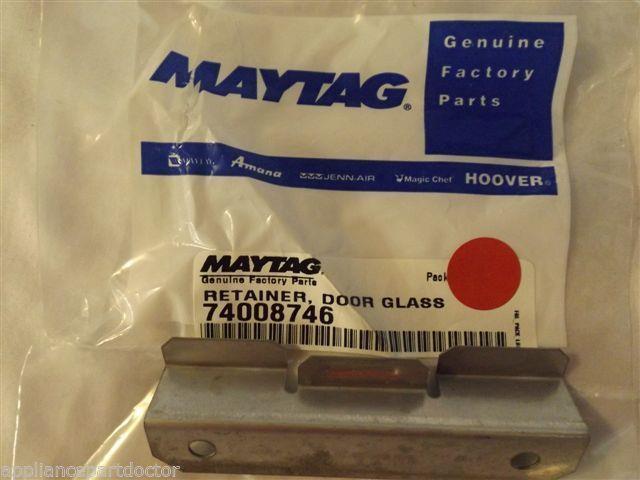 MAYTAG®
Genuine
Factory
Parts
Amana
JENN-AIR
Magic Chef
HOOVER
MAYTAG
Genuine Factory Parts
Pack
RETAINER, DOOR GLASS
74008746
appliancepartdoctor